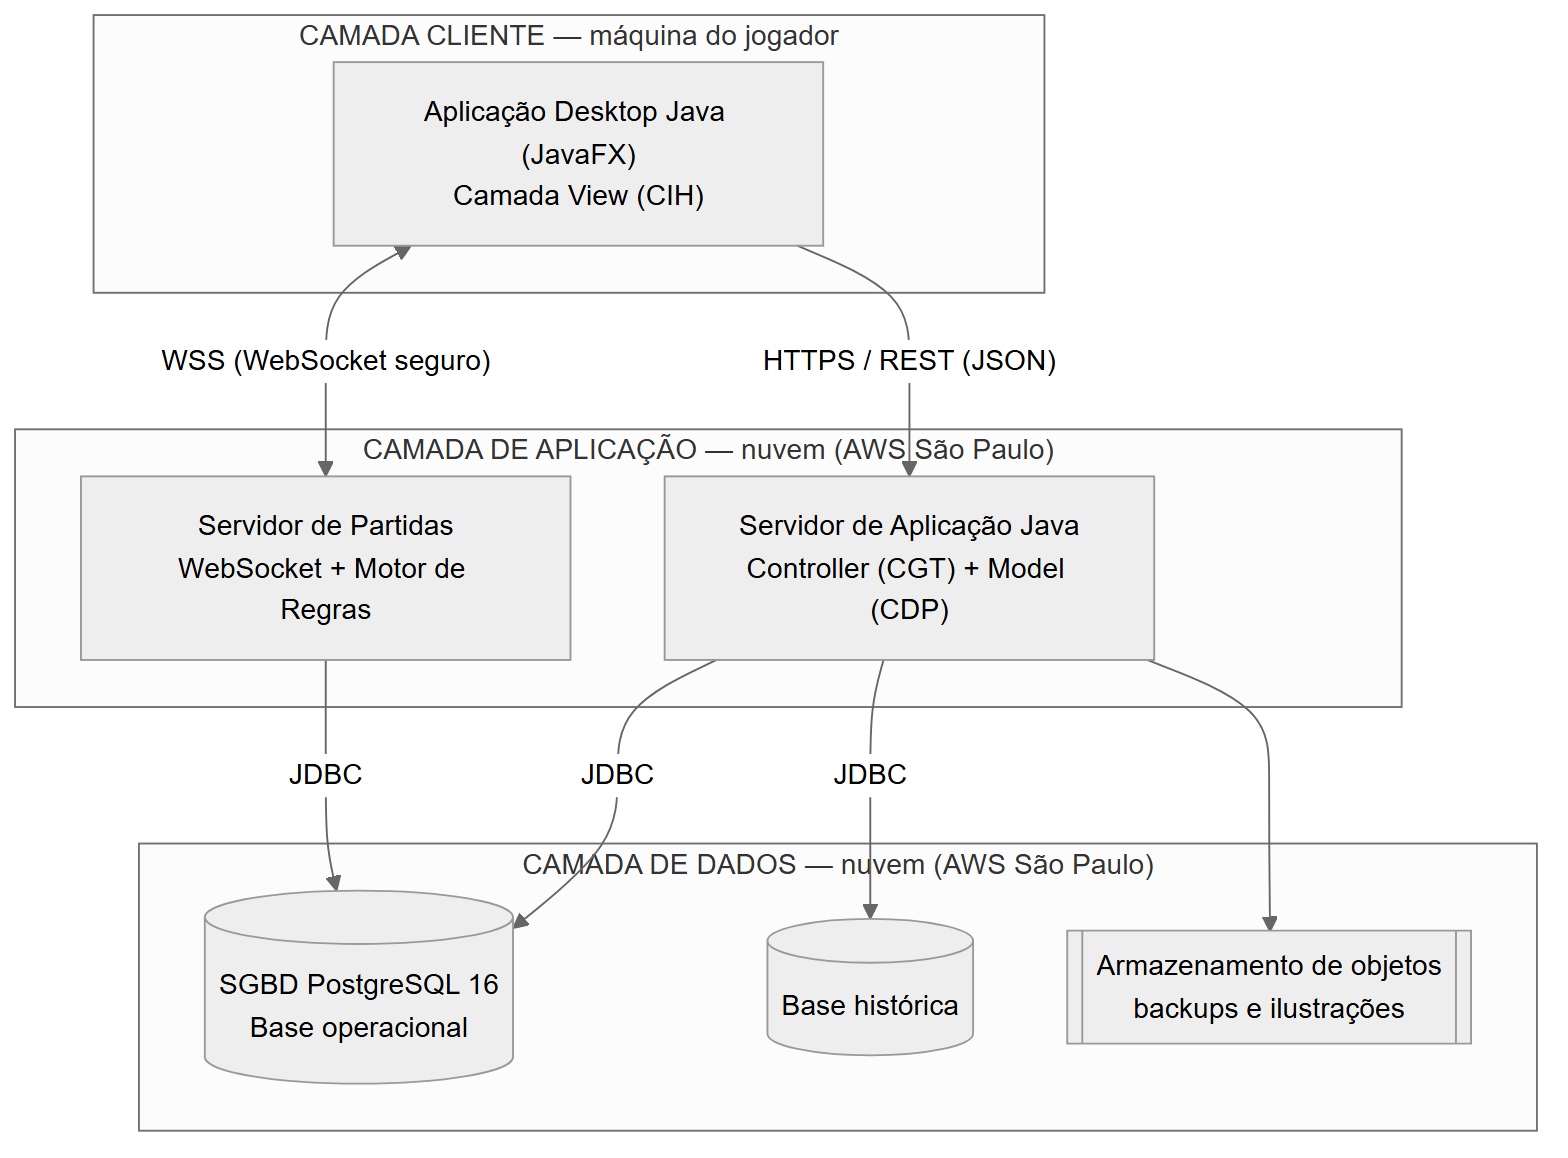 CAMADA CLIENTE — máquina do jogador
Aplicação Desktop Java
(JavaFX)
Camada View (CIH)
WSS (WebSocket seguro)
HTTPS / REST (JSON)
CAMADA DE APLICAÇÃO — nuvem (AWS São Paulo)
Servidor de Partidas
WebSocket + Motor de
Regras
Servidor de Aplicação Java
Controller (CGT) + Model
(CDP)
JDBC
JDBC
JDBC
CAMADA DE DADOS — nuvem (AWS São Paulo)
SGBD PostgreSQL 16
Base operacional
Base histórica
Armazenamento de objetos
backups e ilustrações